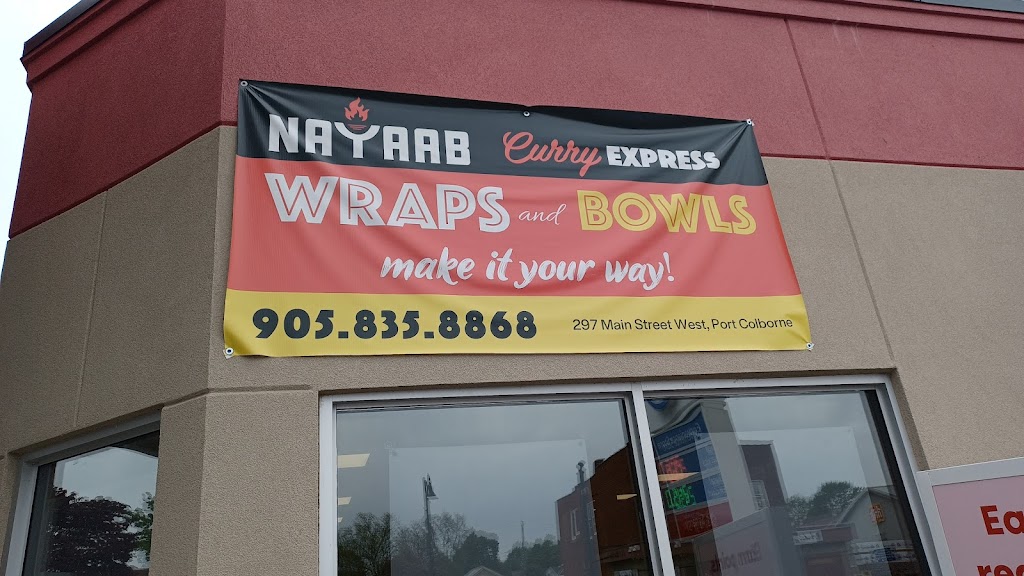 NAYAAB Curry EXPRESS
WRAPS and BOWLS
make it your way!
905.835.8868 297 Main Street West, Port Colborne